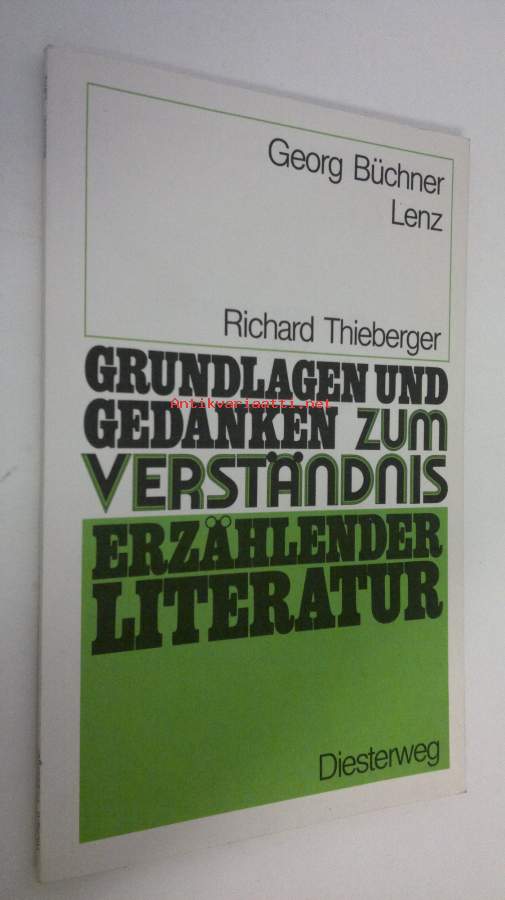 Georg Büchner
Lenz
Richard Thieberger
GRUNDLAGEN UND
Antikvariaatti.net
GEDANKEN ZUM
VERSTÄNDNIS
ERZÄHLENDER
LITERATUR
Diesterweg